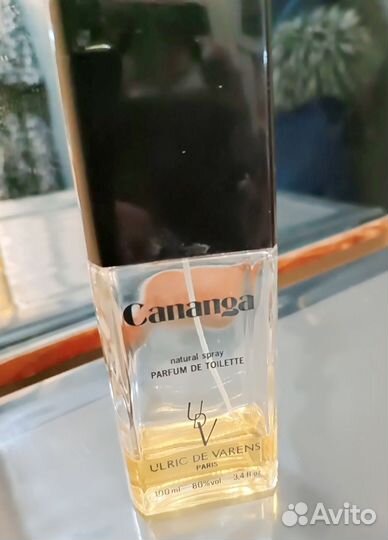 Cananga
natural spray
PARFUM DE TOILETTE
UDV
ULRIC DE VARENS
PARIS
100 ml 80%vol 3,4 fl oz
Avito